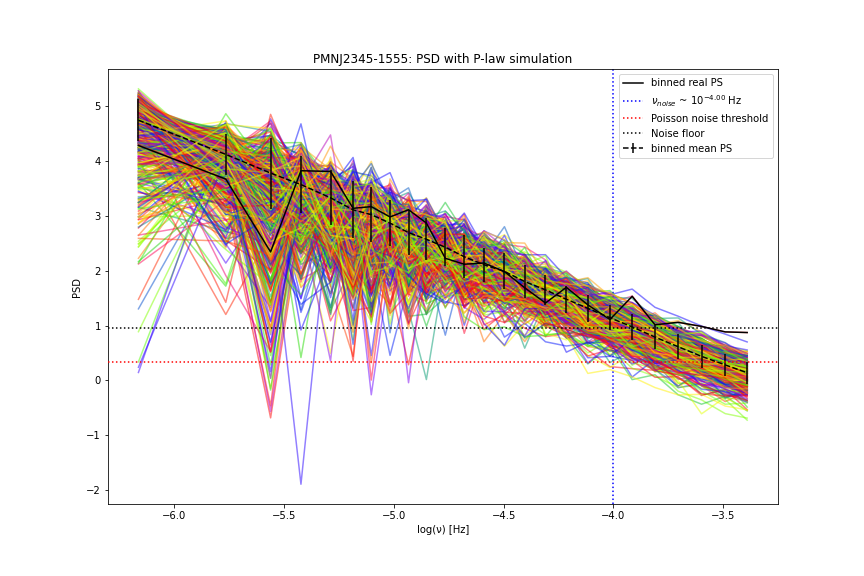 PMNJ2345-1555: PSD with P-law simulation
binned real PS
ν_noise ~ 10^−4.00 Hz
Poisson noise threshold
Noise floor
binned mean PS
PSD
5
4
3
2
1
0
−1
−2
−6.0 −5.5 −5.0 −4.5 −4.0 −3.5
log(ν) [Hz]